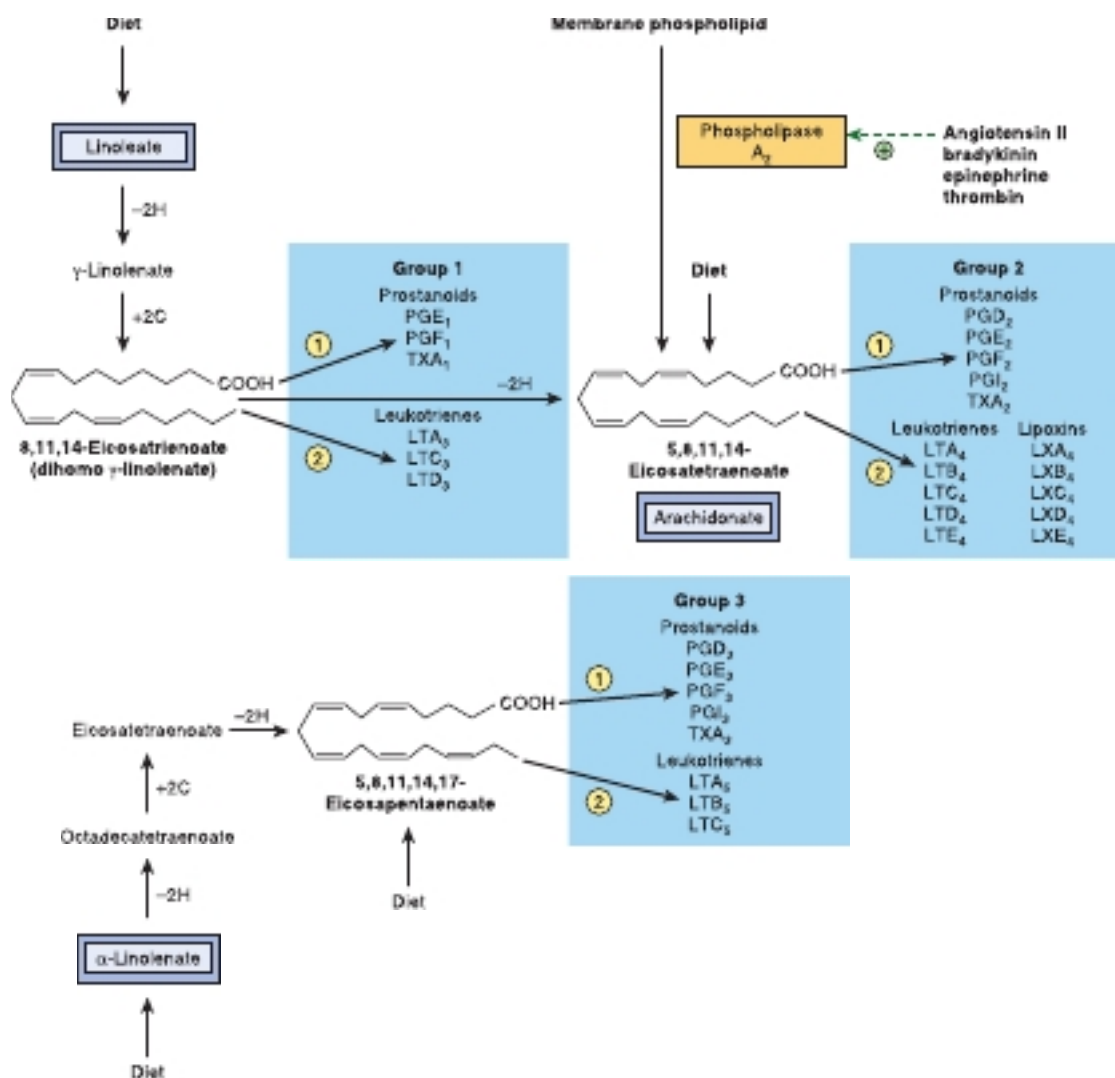 Diet
Linoleate
–2H
γ-Linolenate
+2C
COOH
8,11,14-Eicosatrienoate
(dihomo γ-linolenate)
Group 1
Prostanoids
PGE₁
PGF₁
TXA₁
1
–2H
Leukotrienes
LTA₃
LTC₃
LTD₃
2
Membrane phospholipid
Phospholipase
A₂
+
Angiotensin II
bradykinin
epinephrine
thrombin
Diet
COOH
5,8,11,14-
Eicosatetraenoate
Arachidonate
Group 2
Prostanoids
PGD₂
PGE₂
PGF₂
PGI₂
TXA₂
1
Leukotrienes
LTA₄
LTB₄
LTC₄
LTD₄
LTE₄
Lipoxins
LXA₄
LXB₄
LXC₄
LXD₄
LXE₄
2
Group 3
Prostanoids
PGD₃
PGE₃
PGF₃
PGI₃
TXA₃
1
Leukotrienes
LTA₅
LTB₅
LTC₅
2
Eicosatetraenoate
–2H
COOH
5,8,11,14,17-
Eicosapentaenoate
Diet
+2C
Octadecatetraenoate
–2H
α-Linolenate
Diet